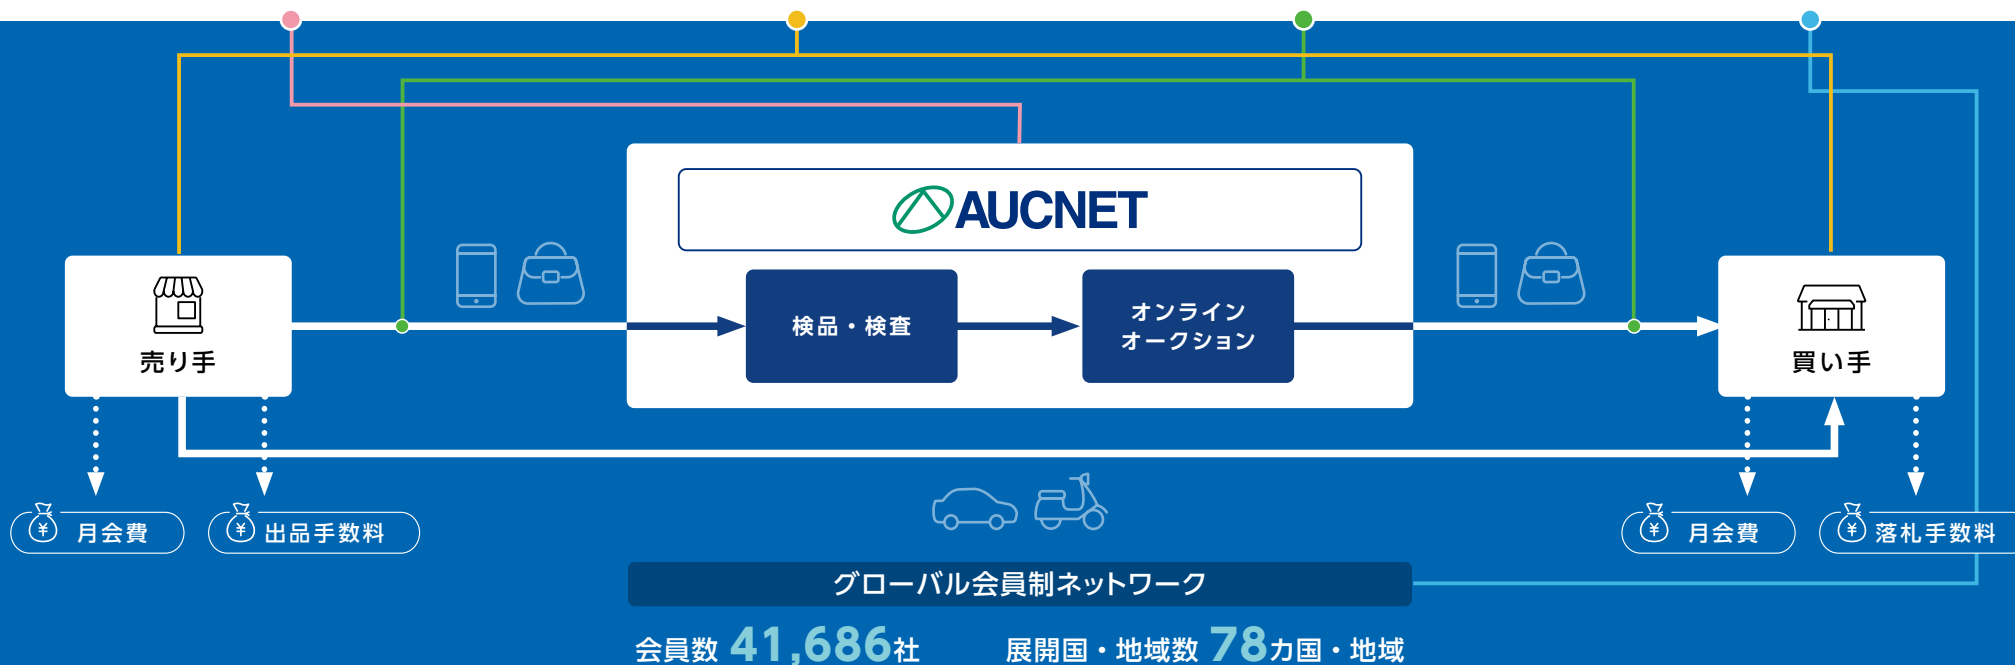 AUCNET
検品・検査
オンライン
オークション
売り手
買い手
¥ 月会費
¥ 出品手数料
¥ 月会費
¥ 落札手数料
グローバル会員制ネットワーク
会員数 41,686社
展開国・地域数 78カ国・地域